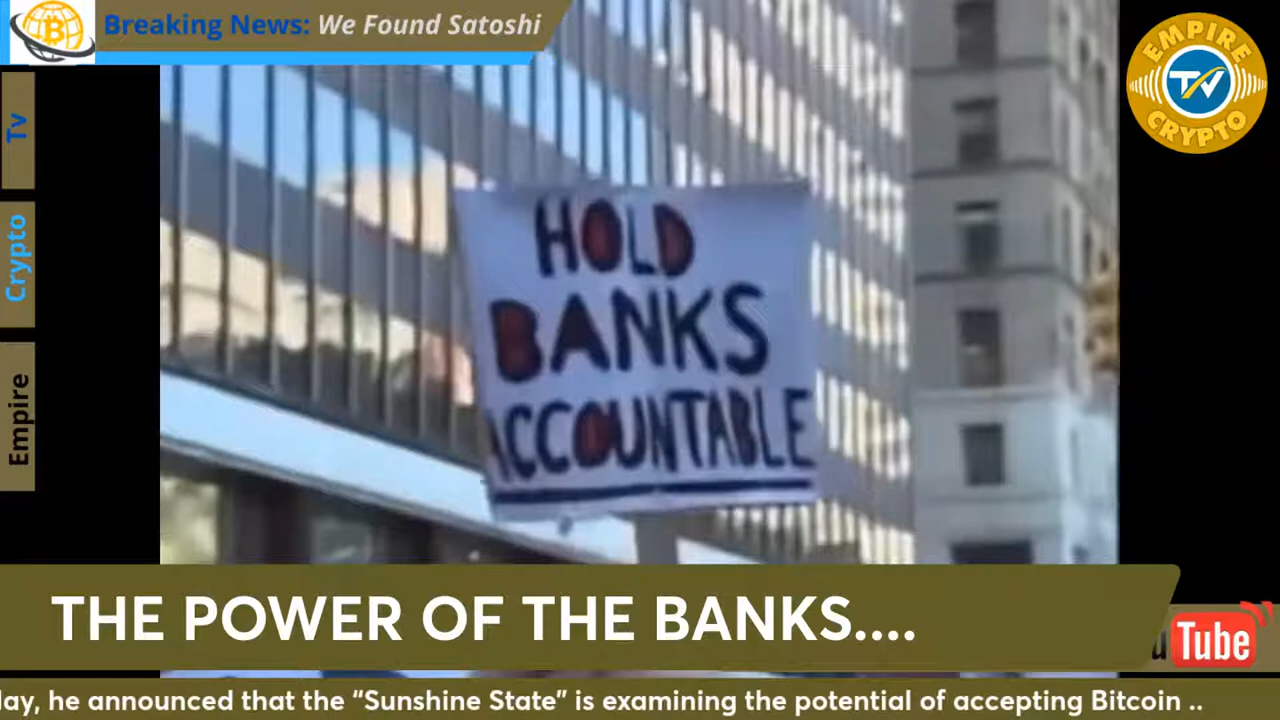 Breaking News: We Found Satoshi
EMPIRE
TV
CRYPTO
Tv
Crypto
Empire
HOLD
BANKS
ACCOUNTABLE
THE POWER OF THE BANKS....
Tube
he announced that the “Sunshine State” is examining the potential of accepting Bitcoin ..